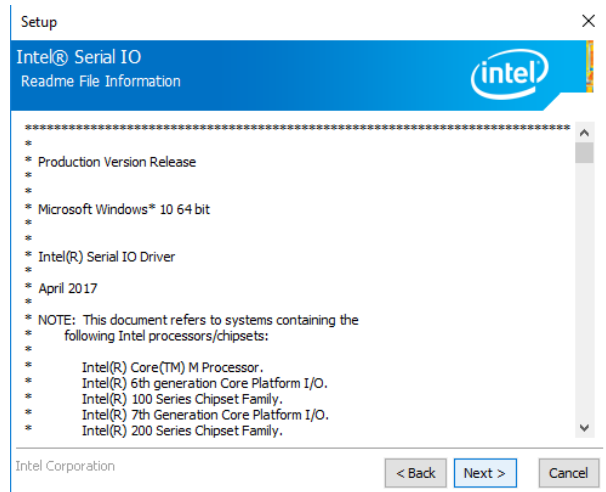 Setup
Intel® Serial IO
Readme File Information
intel
***************************************************************************
*
* Production Version Release
*
*
* Microsoft Windows* 10 64 bit
*
*
* Intel(R) Serial IO Driver
*
* April 2017
*
* NOTE:  This document refers to systems containing the
*        following Intel processors/chipsets:
*
*            Intel(R) Core(TM) M Processor.
*            Intel(R) 6th generation Core Platform I/O.
*            Intel(R) 100 Series Chipset Family.
*            Intel(R) 7th Generation Core Platform I/O.
*            Intel(R) 200 Series Chipset Family.
Intel Corporation
< Back Next > Cancel